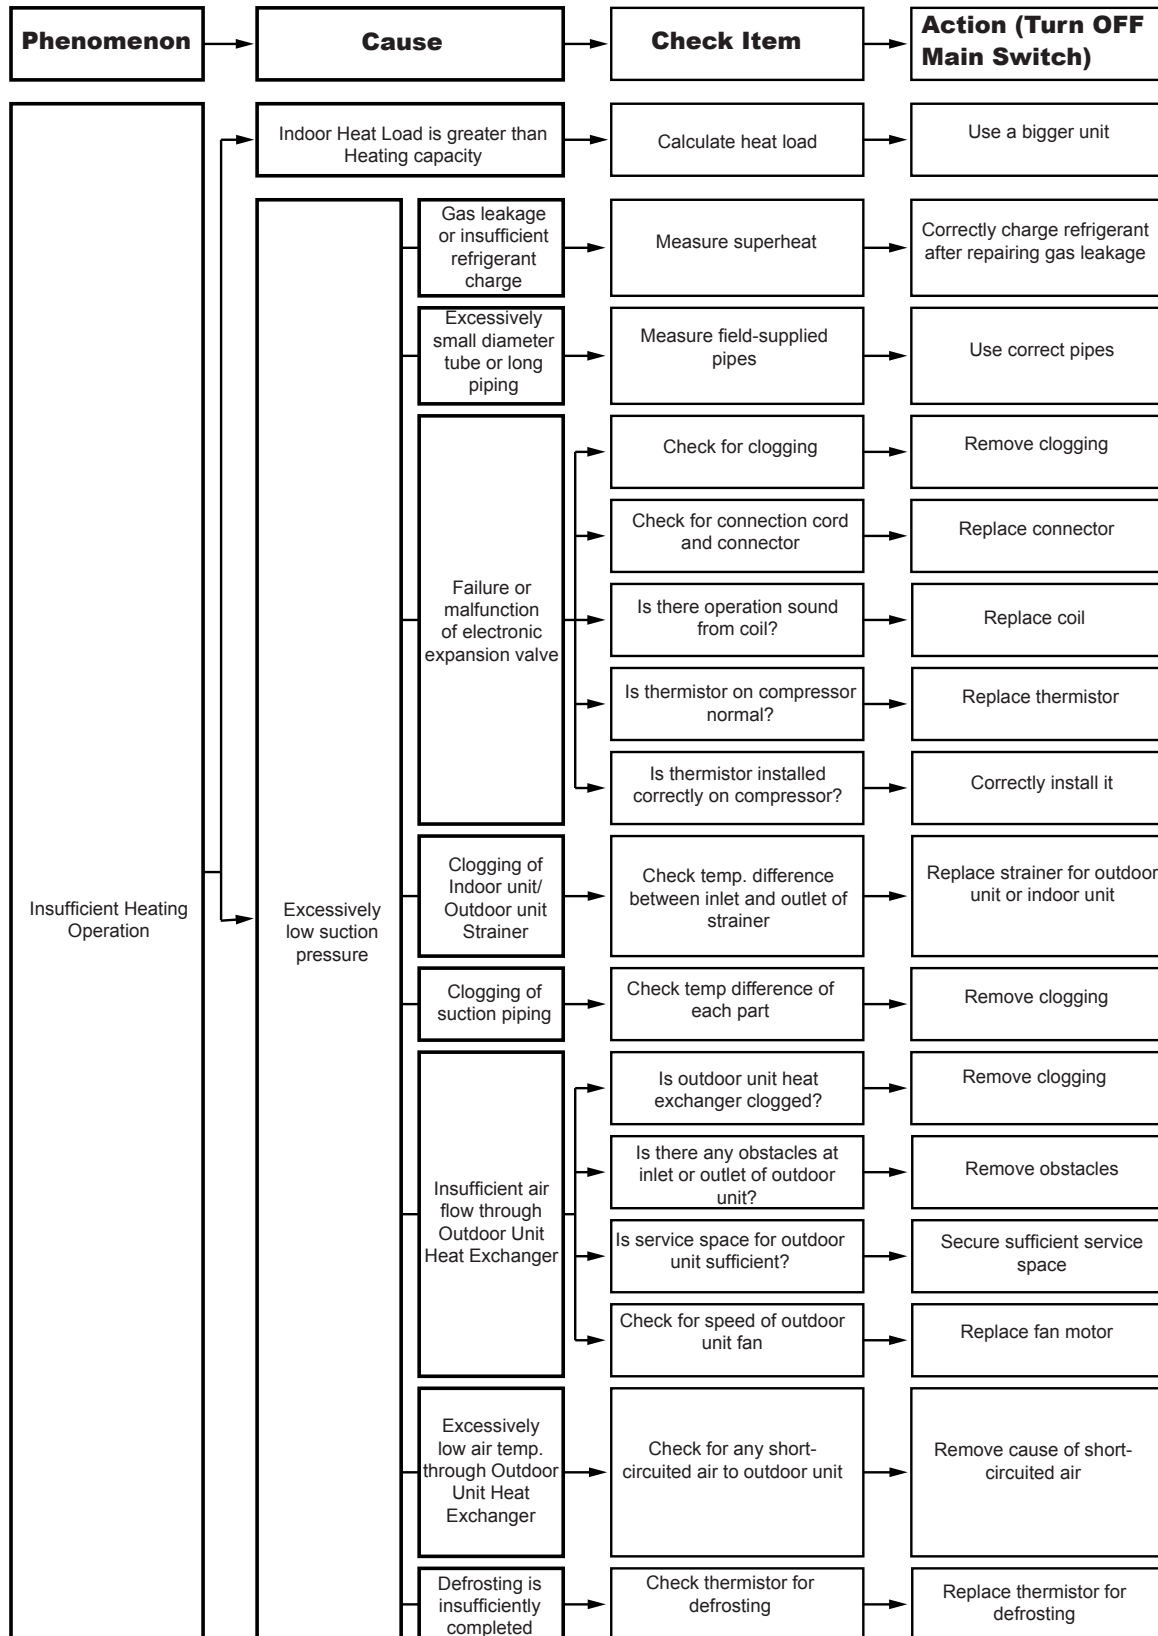 Phenomenon
Cause
Check Item
Action (Turn OFF
Main Switch)
Insufficient Heating
Operation
Indoor Heat Load is greater than
Heating capacity
Calculate heat load
Use a bigger unit
Excessively
low suction
pressure
Gas leakage
or insufficient
refrigerant
charge
Measure superheat
Correctly charge refrigerant
after repairing gas leakage
Excessively
small diameter
tube or long
piping
Measure field-supplied
pipes
Use correct pipes
Failure or
malfunction
of electronic
expansion valve
Check for clogging
Remove clogging
Check for connection cord
and connector
Replace connector
Is there operation sound
from coil?
Replace coil
Is thermistor on compressor
normal?
Replace thermistor
Is thermistor installed
correctly on compressor?
Correctly install it
Clogging of
Indoor unit/
Outdoor unit
Strainer
Check temp. difference
between inlet and outlet of
strainer
Replace strainer for outdoor
unit or indoor unit
Clogging of
suction piping
Check temp difference of
each part
Remove clogging
Insufficient air
flow through
Outdoor Unit
Heat Exchanger
Is outdoor unit heat
exchanger clogged?
Remove clogging
Is there any obstacles at
inlet or outlet of outdoor
unit?
Remove obstacles
Is service space for outdoor
unit sufficient?
Secure sufficient service
space
Check for speed of outdoor
unit fan
Replace fan motor
Excessively
low air temp.
through Outdoor
Unit Heat
Exchanger
Check for any short-
circuited air to outdoor unit
Remove cause of short-
circuited air
Defrosting is
insufficiently
completed
Check thermistor for
defrosting
Replace thermistor for
defrosting